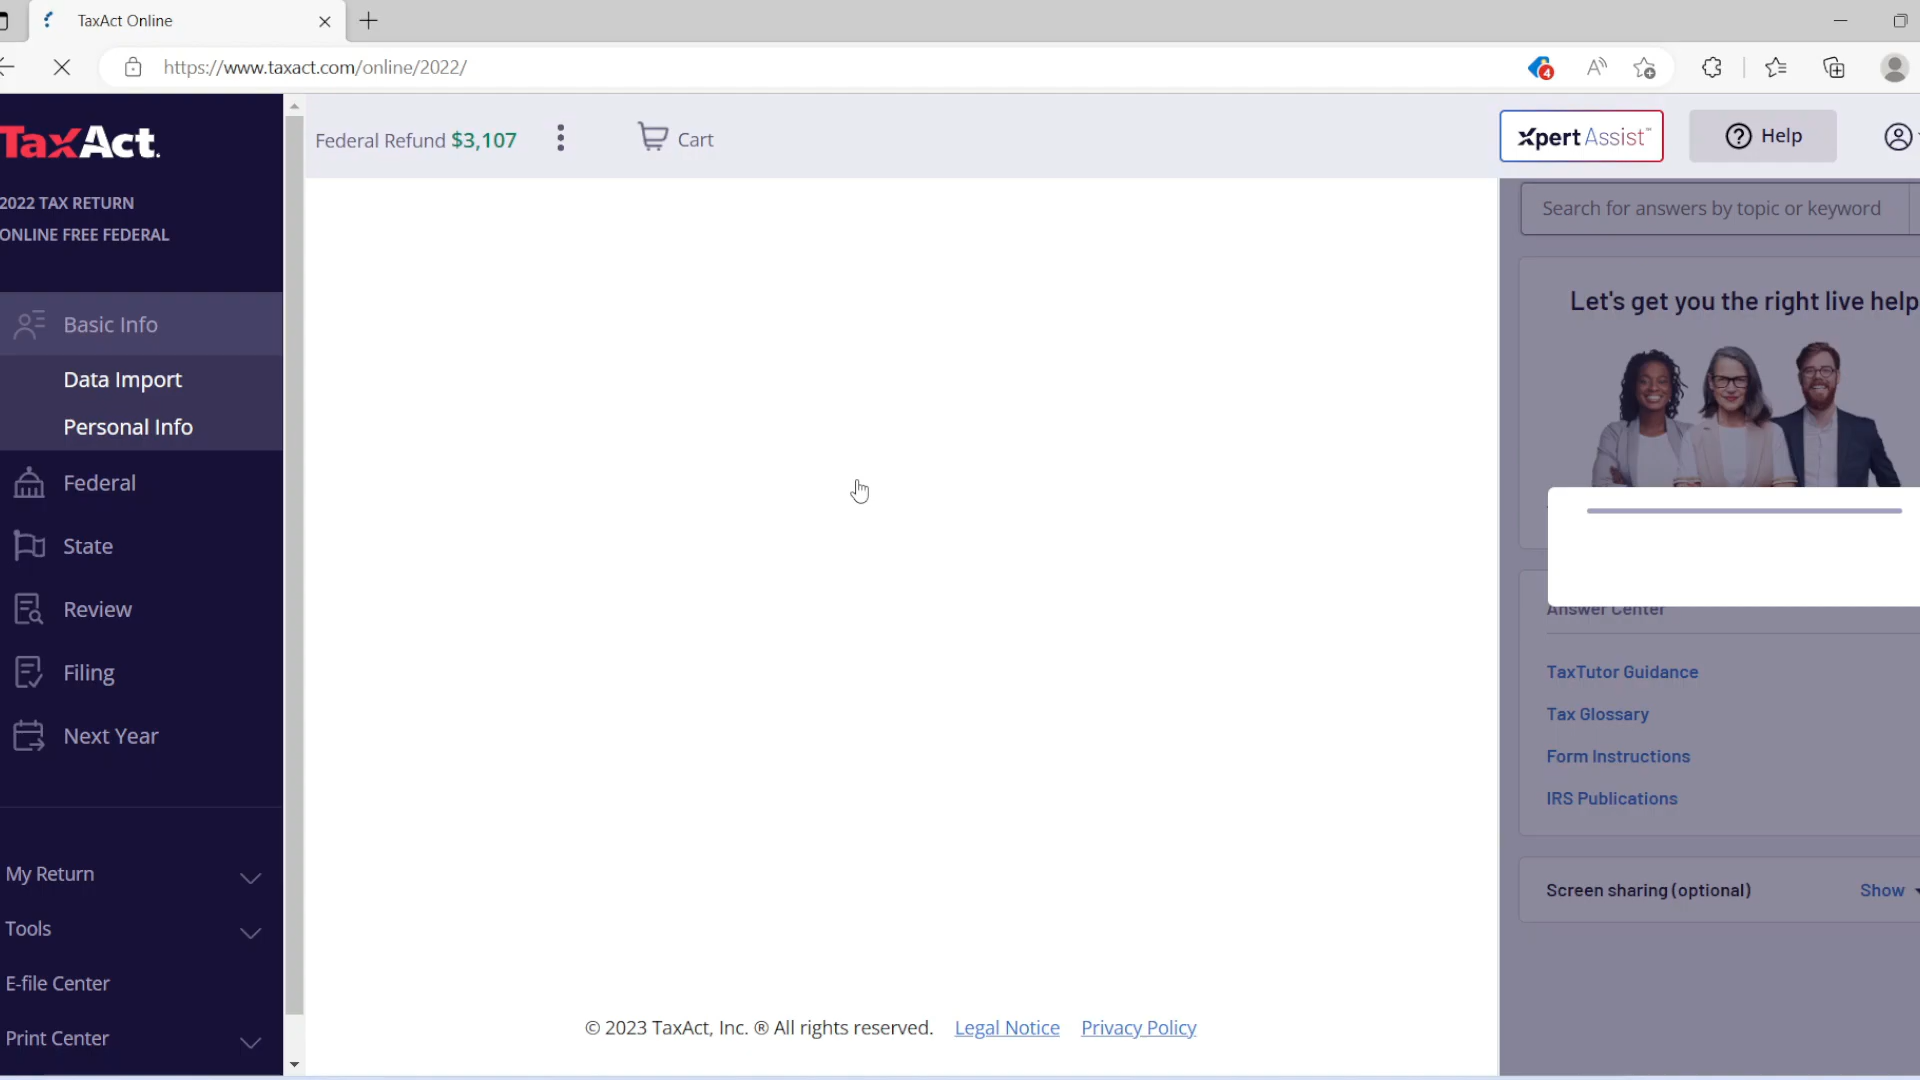 TaxAct Online
https://www.taxact.com/online/2022/
4
TaxAct.
2022 TAX RETURN
ONLINE FREE FEDERAL
Basic Info
Data Import
Personal Info
Federal
State
Review
Filing
Next Year
My Return
Tools
E-file Center
Print Center
Federal Refund $3,107
Cart
XpertAssist™
Help
Search for answers by topic or keyword
Let's get you the right live help
Answer Center
TaxTutor Guidance
Tax Glossary
Form Instructions
IRS Publications
Screen sharing (optional)
Show
© 2023 TaxAct, Inc. ® All rights reserved. Legal Notice Privacy Policy